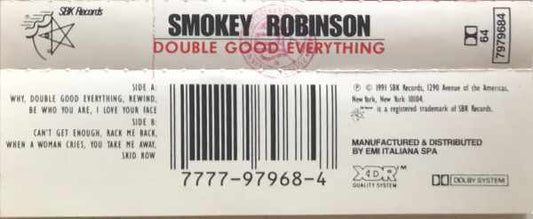 SBK Records
SMOKEY ROBINSON
DOUBLE GOOD EVERYTHING
64
7979684
SIDE A:
WHY, DOUBLE GOOD EVERYTHING, REWIND,
BE WHO YOU ARE, I LOVE YOUR FACE
SIDE B:
CAN'T GET ENOUGH, RACK ME BACK,
WHEN A WOMAN CRIES, YOU TAKE ME AWAY,
SKID ROW
7777-97968-4
℗ © 1991 SBK Records, 1290 Avenue of the Americas,
New York, New York 10104.
is a registered trademark of SBK Records.
MANUFACTURED & DISTRIBUTED
BY EMI ITALIANA SPA
XDR™
QUALITY SYSTEM
DOLBY SYSTEM